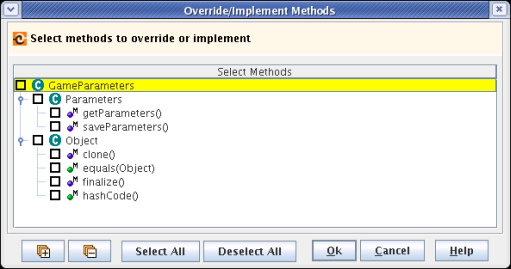 Override/Implement Methods
Select methods to override or implement
Select Methods
GameParameters
Parameters
getParameters()
saveParameters()
Object
clone()
equals(Object)
finalize()
hashCode()
Select All Deselect All Ok Cancel Help